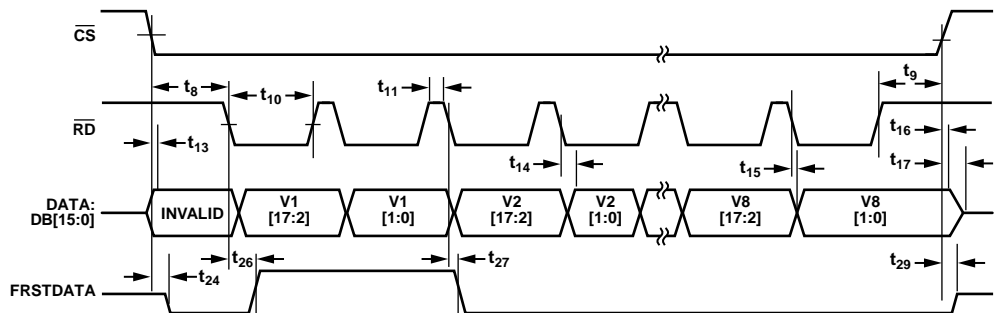 CS
t8
t10
t11
t9
RD
t13
t14
t15
t16
t17
DATA:
DB[15:0]
INVALID
V1
[17:2]
V1
[1:0]
V2
[17:2]
V2
[1:0]
V8
[17:2]
V8
[1:0]
t24
t26
t27
t29
FRSTDATA